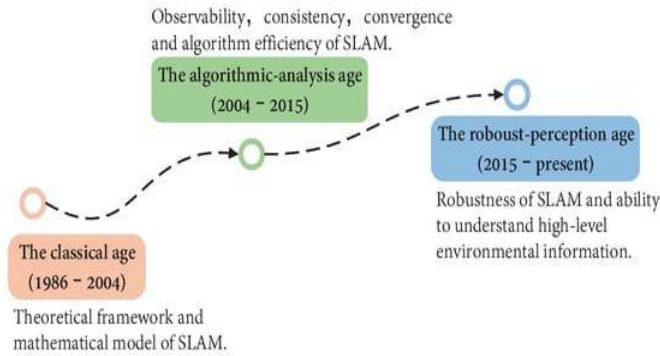 Observability, consistency, convergence
and algorithm efficiency of SLAM.
The algorithmic-analysis age
(2004 – 2015)
The roboust-perception age
(2015 – present)
Robustness of SLAM and ability
to understand high-level
environmental information.
The classical age
(1986 – 2004)
Theoretical framework and
mathematical model of SLAM.